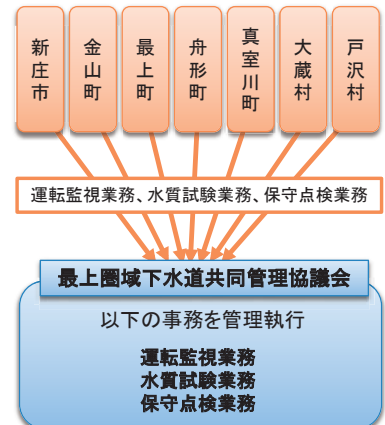 新庄市
金山町
最上町
舟形町
真室川町
大蔵村
戸沢村
運転監視業務、水質試験業務、保守点検業務
最上圏域下水道共同管理協議会
以下の事務を管理執行
運転監視業務
水質試験業務
保守点検業務